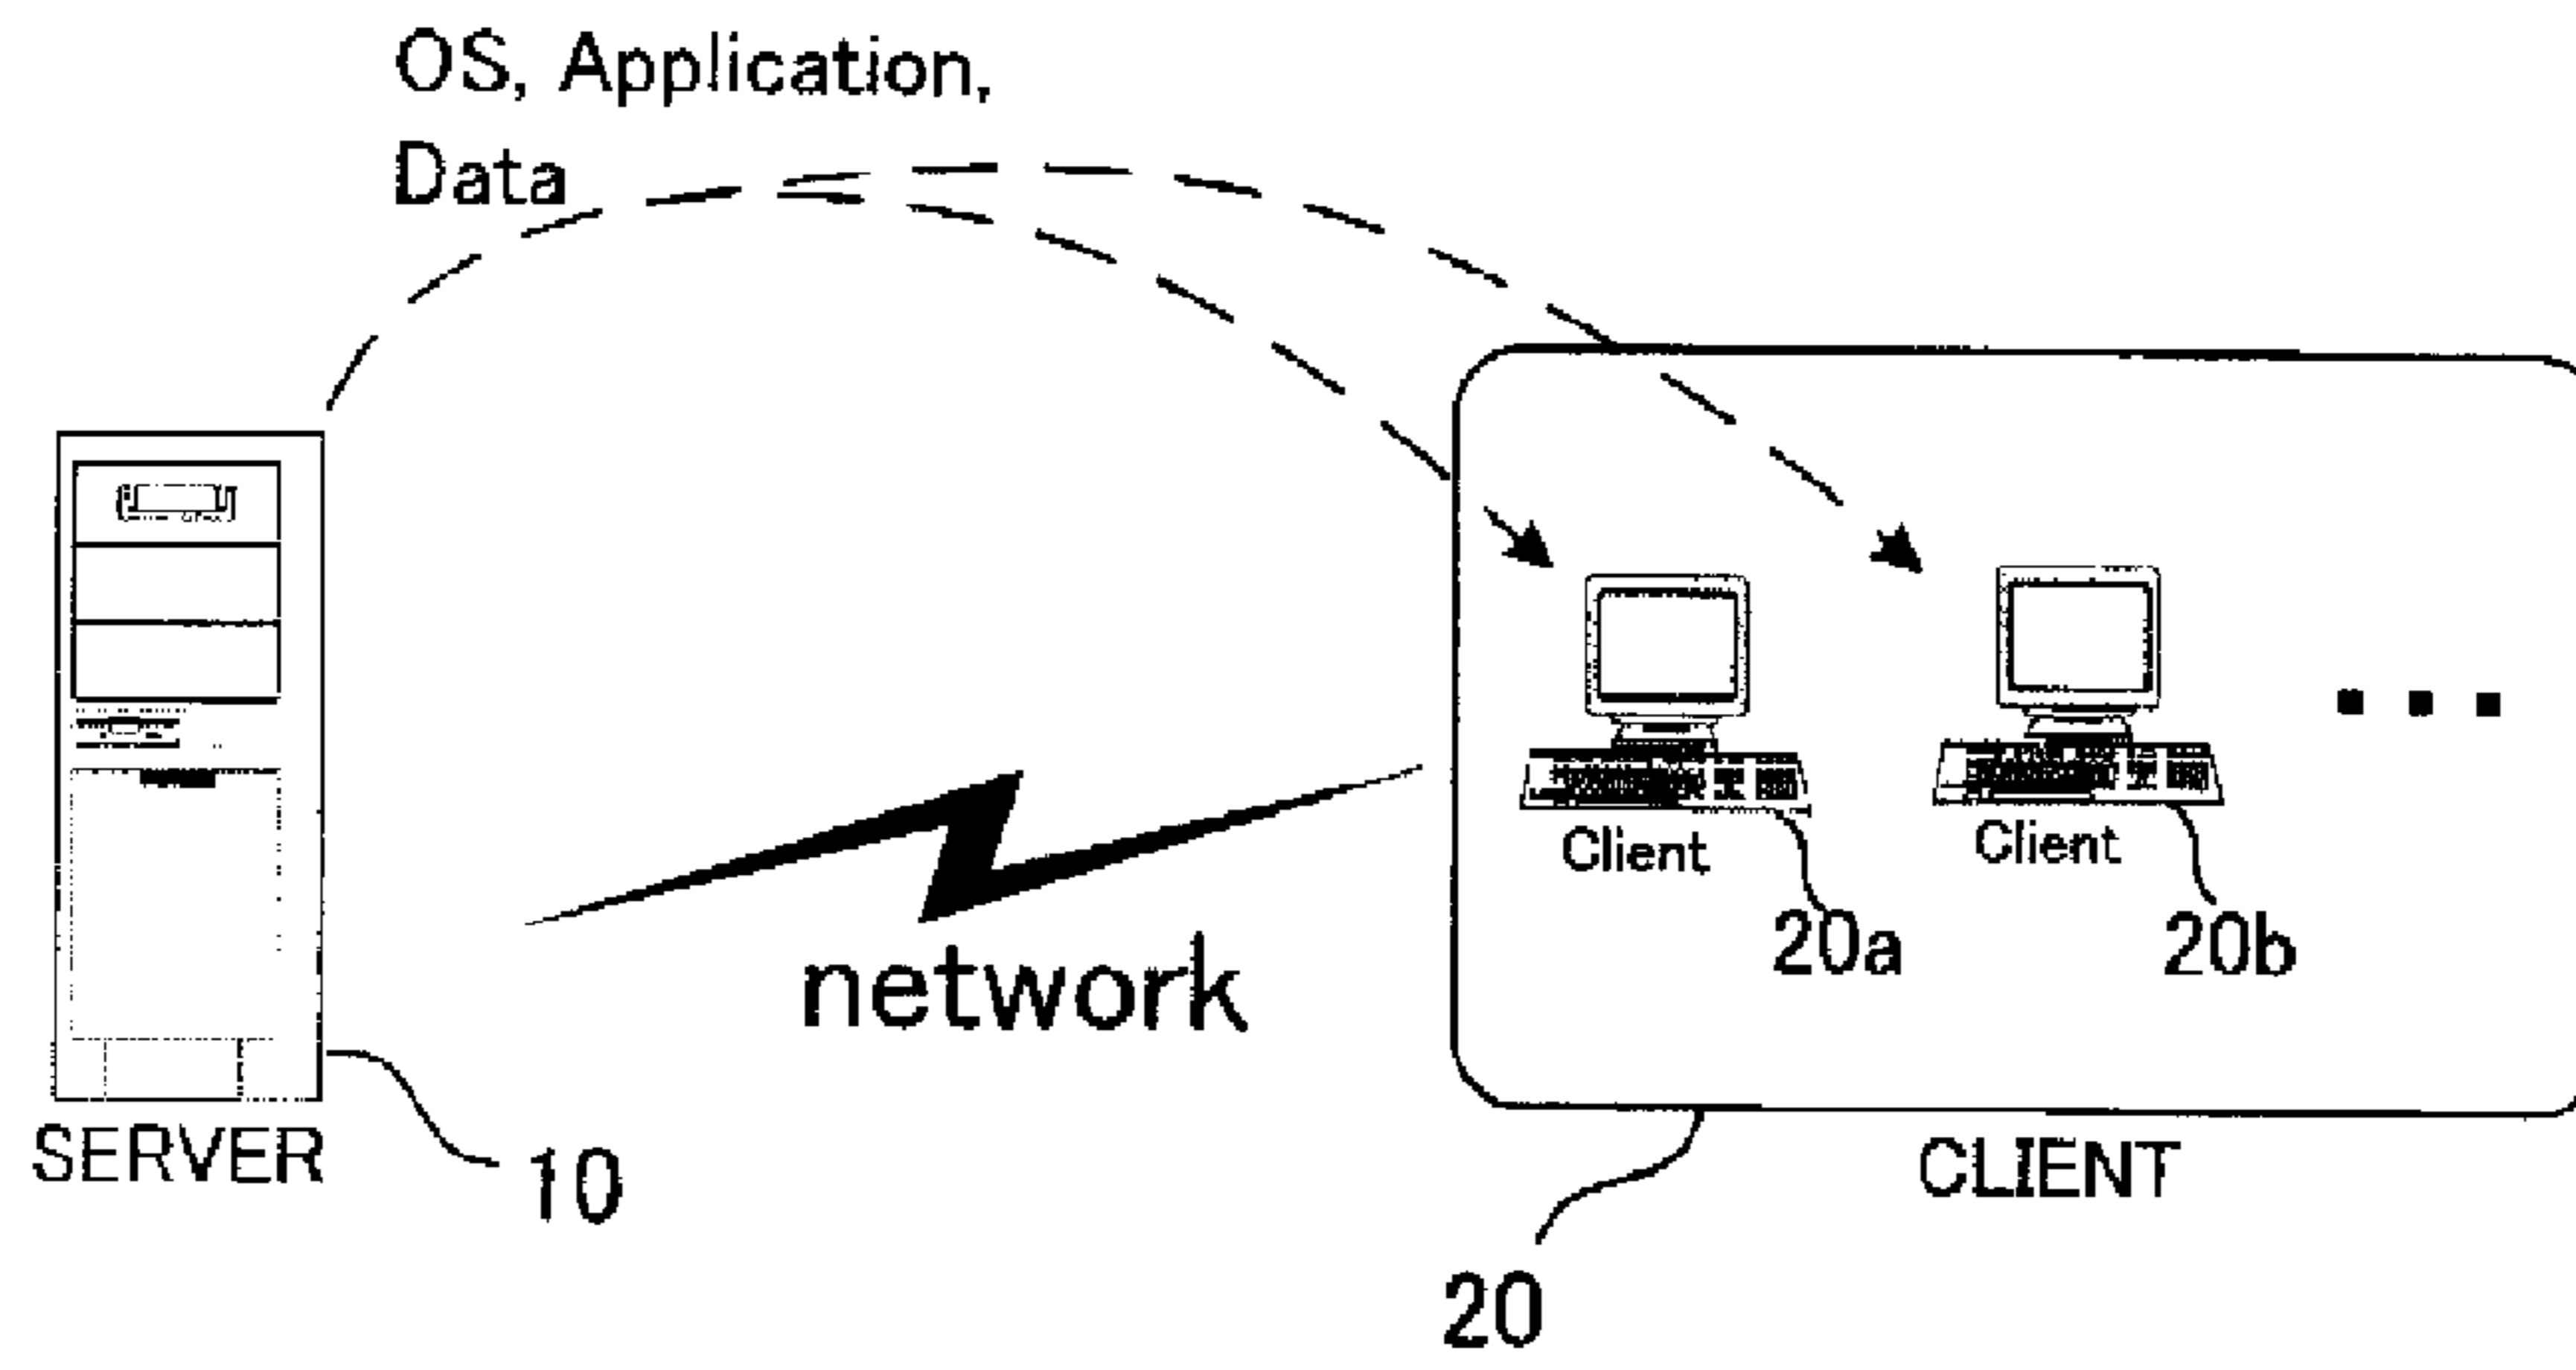 OS, Application,
Data
Client
Client
20a
20b
network
SERVER
10
CLIENT
20